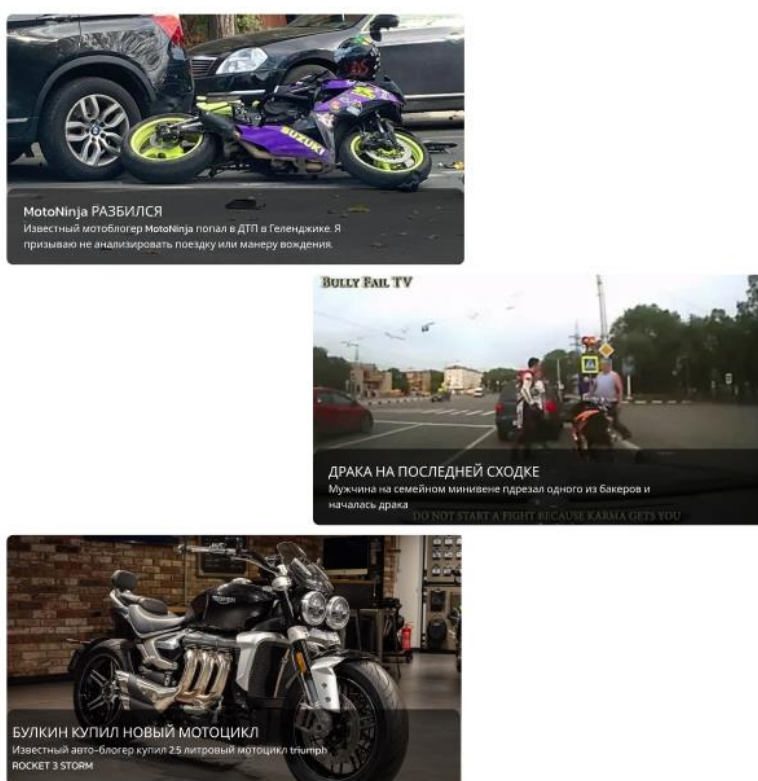 SUZUKI
MotoNinja РАЗБИЛСЯ
Известный мотоблогер MotoNinja попал в ДТП в Геленджике. Я
призываю не анализировать поездку или манеру вождения.
BULLY FAIL TV
ДРАКА НА ПОСЛЕДНЕЙ СХОДКЕ
Мужчина на семейном минивене пдрезал одного из бакеров и
началась драка
DO NOT START A FIGHT BECAUSE KARMA GETS YOU
TRIUMPH
БУЛКИН КУПИЛ НОВЫЙ МОТОЦИКЛ
Известный авто-блогер купил 2.5 литровый мотоцикл triumph
ROCKET 3 STORM